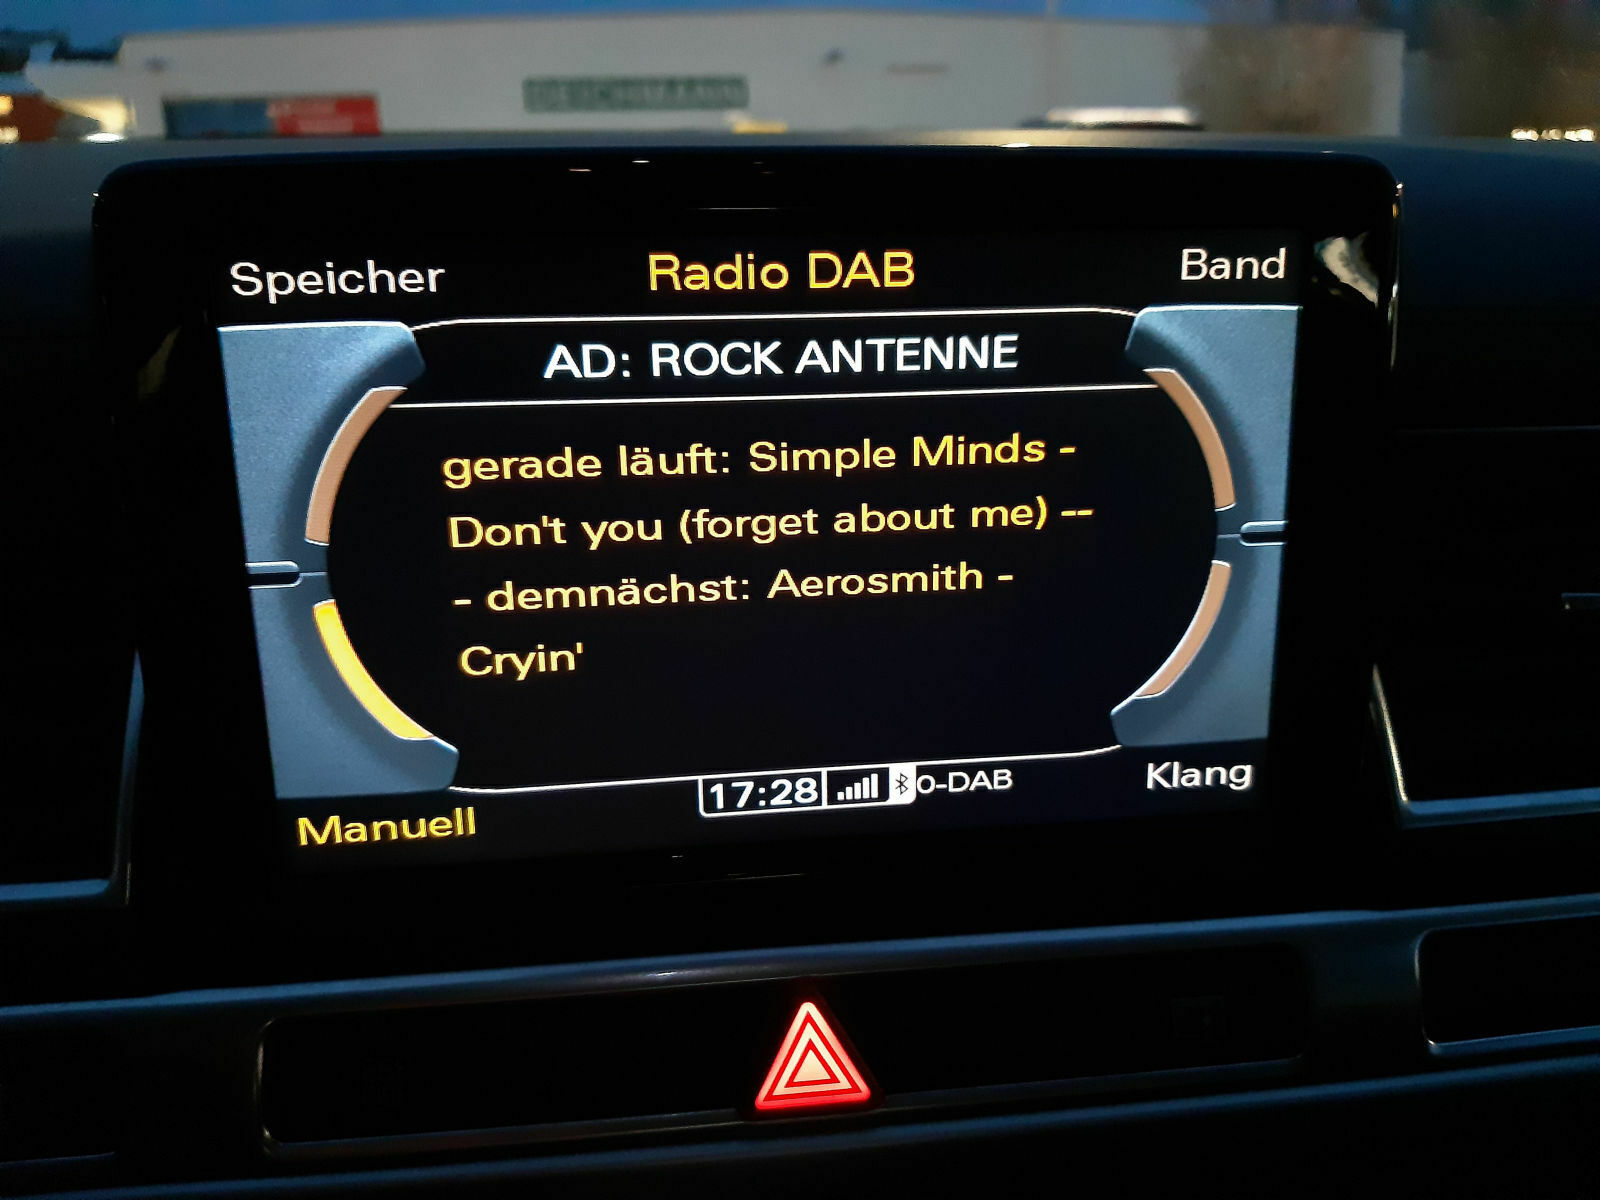 DEICHMANN
Speicher
Radio DAB
Band
AD: ROCK ANTENNE
gerade läuft: Simple Minds -
Don't you (forget about me) --
- demnächst: Aerosmith -
Cryin'
17:28
O-DAB
Manuell
Klang